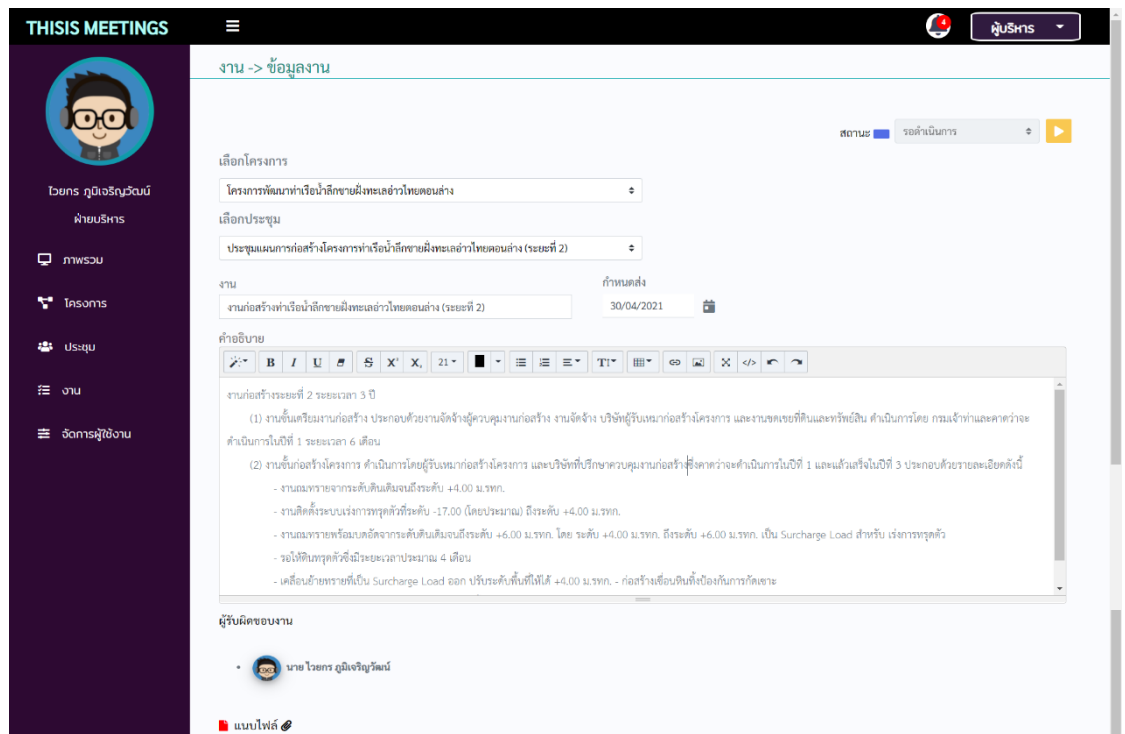 THISIS MEETINGS
4
ผู้บริหาร
งาน -> ข้อมูลงาน
ไวยกร ภูมิเจริญวัฒน์
ฝ่ายบริหาร
ภาพรวม
โครงการ
ประชุม
งาน
จัดการผู้ใช้งาน
สถานะ รอดำเนินการ
เลือกโครงการ
โครงการพัฒนาท่าเรือน้ำลึกชายฝั่งทะเลอ่าวไทยตอนล่าง
เลือกประชุม
ประชุมแผนการก่อสร้างโครงการท่าเรือน้ำลึกชายฝั่งทะเลอ่าวไทยตอนล่าง (ระยะที่ 2)
งาน กำหนดส่ง
งานก่อสร้างท่าเรือน้ำลึกชายฝั่งทะเลอ่าวไทยตอนล่าง (ระยะที่ 2) 30/04/2021
คำอธิบาย
B I U S X² X₂ 21
งานก่อสร้างระยะที่ 2 ระยะเวลา 3 ปี
(1) งานขั้นเตรียมงานก่อสร้าง ประกอบด้วยงานจัดจ้างผู้ควบคุมงานก่อสร้าง งานจัดจ้าง บริษัทผู้รับเหมาก่อสร้างโครงการ และงานชดเชยที่ดินและทรัพย์สิน ดำเนินการโดย กรมเจ้าท่าและคาดว่าจะ
ดำเนินการในปีที่ 1 ระยะเวลา 6 เดือน
(2) งานขั้นก่อสร้างโครงการ ดำเนินการโดยผู้รับเหมาก่อสร้างโครงการ และบริษัทที่ปรึกษาควบคุมงานก่อสร้างซึ่งคาดว่าจะดำเนินการในปีที่ 1 และแล้วเสร็จในปีที่ 3 ประกอบด้วยรายละเอียดดังนี้
- งานถมทรายจากระดับดินเดิมจนถึงระดับ +4.00 ม.รทก.
- งานติดตั้งระบบเร่งการทรุดตัวที่ระดับ -17.00 (โดยประมาณ) ถึงระดับ +4.00 ม.รทก.
- งานถมทรายพร้อมบดอัดจากระดับดินเดิมจนถึงระดับ +6.00 ม.รทก. โดย ระดับ +4.00 ม.รทก. ถึงระดับ +6.00 ม.รทก. เป็น Surcharge Load สำหรับ เร่งการทรุดตัว
- รอให้ดินทรุดตัวซึ่งมีระยะเวลาประมาณ 4 เดือน
- เคลื่อนย้ายทรายที่เป็น Surcharge Load ออก ปรับระดับพื้นที่ให้ได้ +4.00 ม.รทก. - ก่อสร้างเขื่อนหินทิ้งป้องกันการกัดเซาะ
ผู้รับผิดชอบงาน
นาย ไวยกร ภูมิเจริญวัฒน์
แนบไฟล์